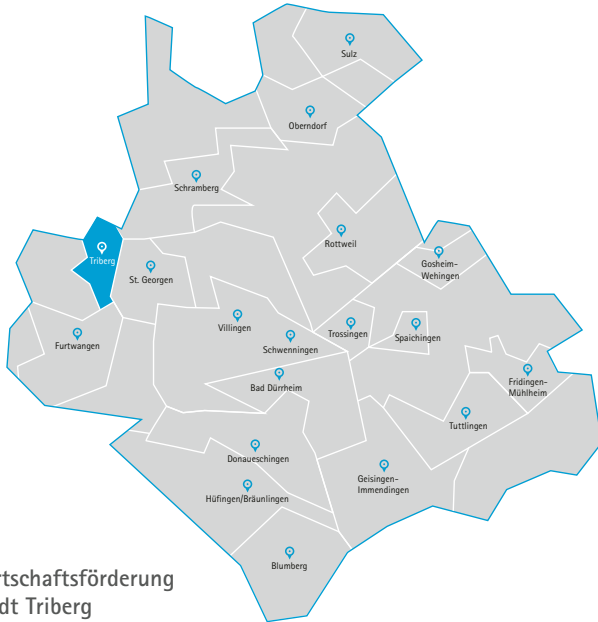 Sulz
Oberndorf
Schramberg
Rottweil
Triberg
Gosheim-
Wehingen
St. Georgen
Villingen
Trossingen
Spaichingen
Furtwangen
Schwenningen
Bad Dürrheim
Fridingen-
Mühlheim
Tuttlingen
Donaueschingen
Geisingen-
Immendingen
Hüfingen/Bräunlingen
Blumberg
rtschaftsförderung
dt Triberg